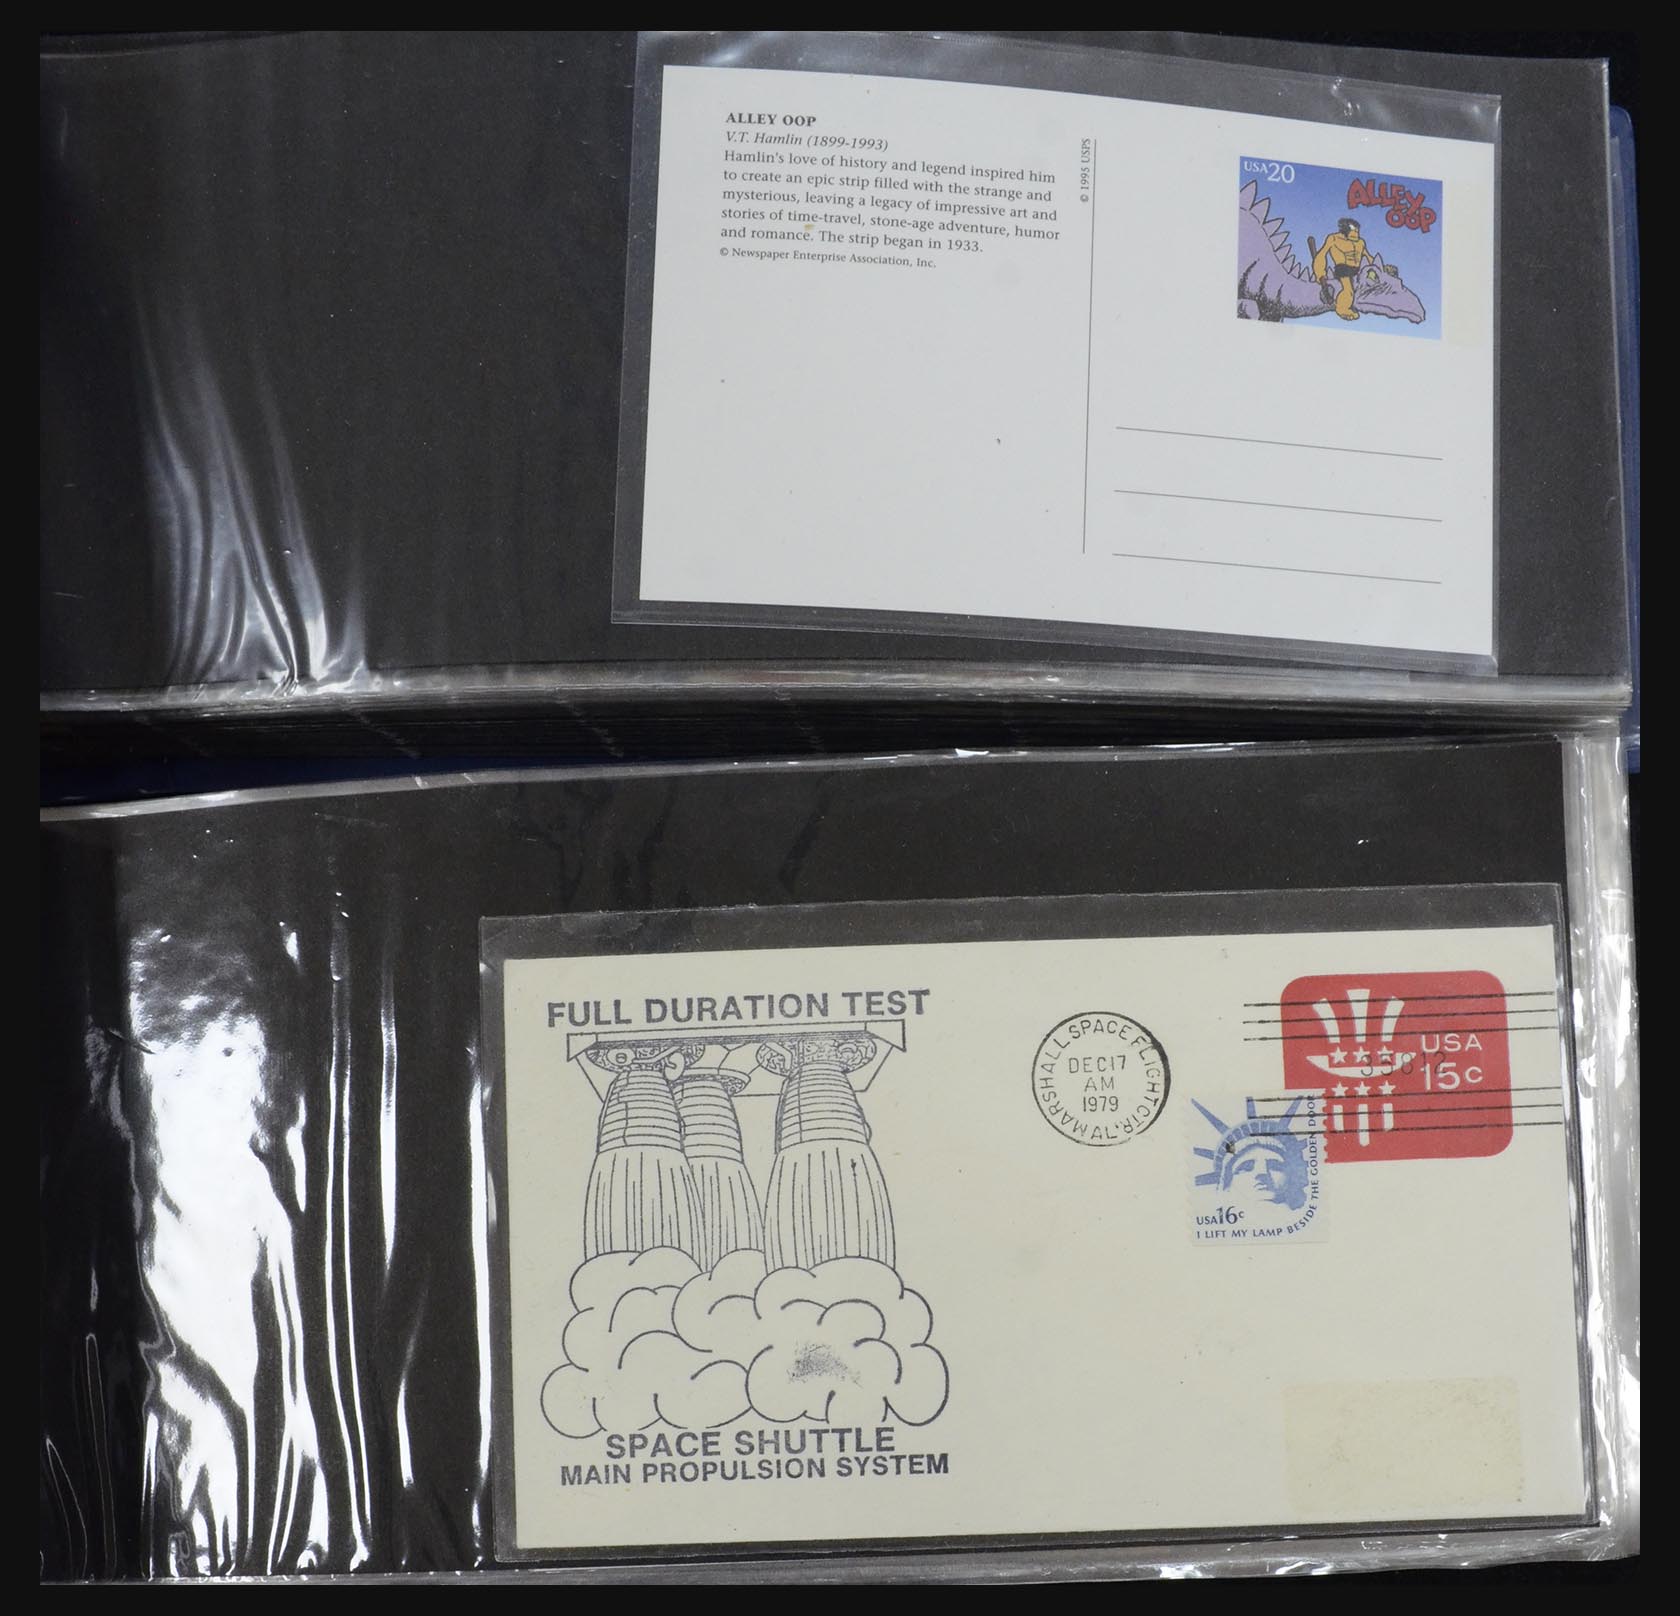 ALLEY OOP
V.T. Hamlin (1899-1993)
Hamlin's love of history and legend inspired him
to create an epic strip filled with the strange and
mysterious, leaving a legacy of impressive art and
stories of time-travel, stone-age adventure, humor
and romance. The strip began in 1933.
© Newspaper Enterprise Association, Inc.
© 1995 USPS
USA20
ALLEY
OOP
FULL DURATION TEST
SPACE SHUTTLE
MAIN PROPULSION SYSTEM
MARSHALL SPACE FLIGHT CTR. AL
DEC 17
AM
1979
USA
15c
35812
USA16c
I LIFT MY LAMP BESIDE THE GOLDEN DOOR